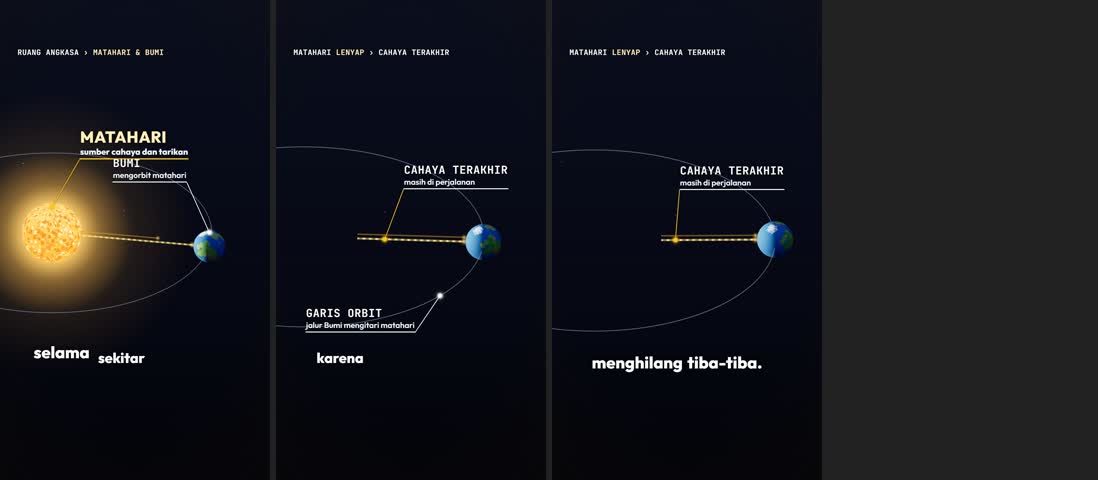 RUANG ANGKASA › MATAHARI & BUMI
MATAHARI
sumber cahaya dan tarikan
BUMI
mengorbit matahari
selama sekitar
MATAHARI LENYAP › CAHAYA TERAKHIR
CAHAYA TERAKHIR
masih di perjalanan
GARIS ORBIT
jalur Bumi mengitari matahari
karena
MATAHARI LENYAP › CAHAYA TERAKHIR
CAHAYA TERAKHIR
masih di perjalanan
menghilang tiba-tiba.